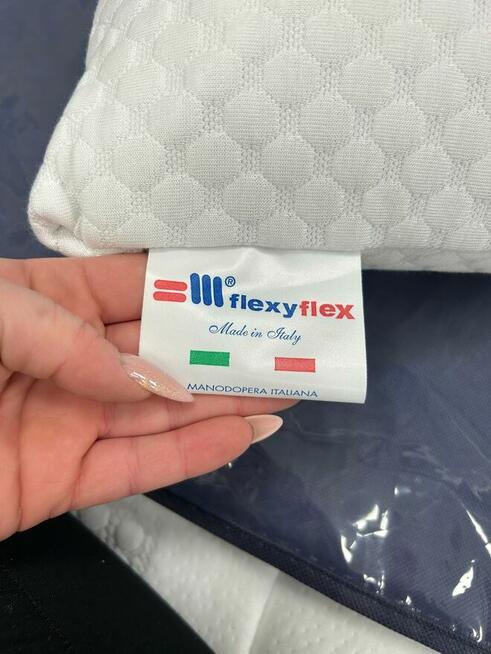 ® flexyflex
Made in Italy
MANODOPERA ITALIANA